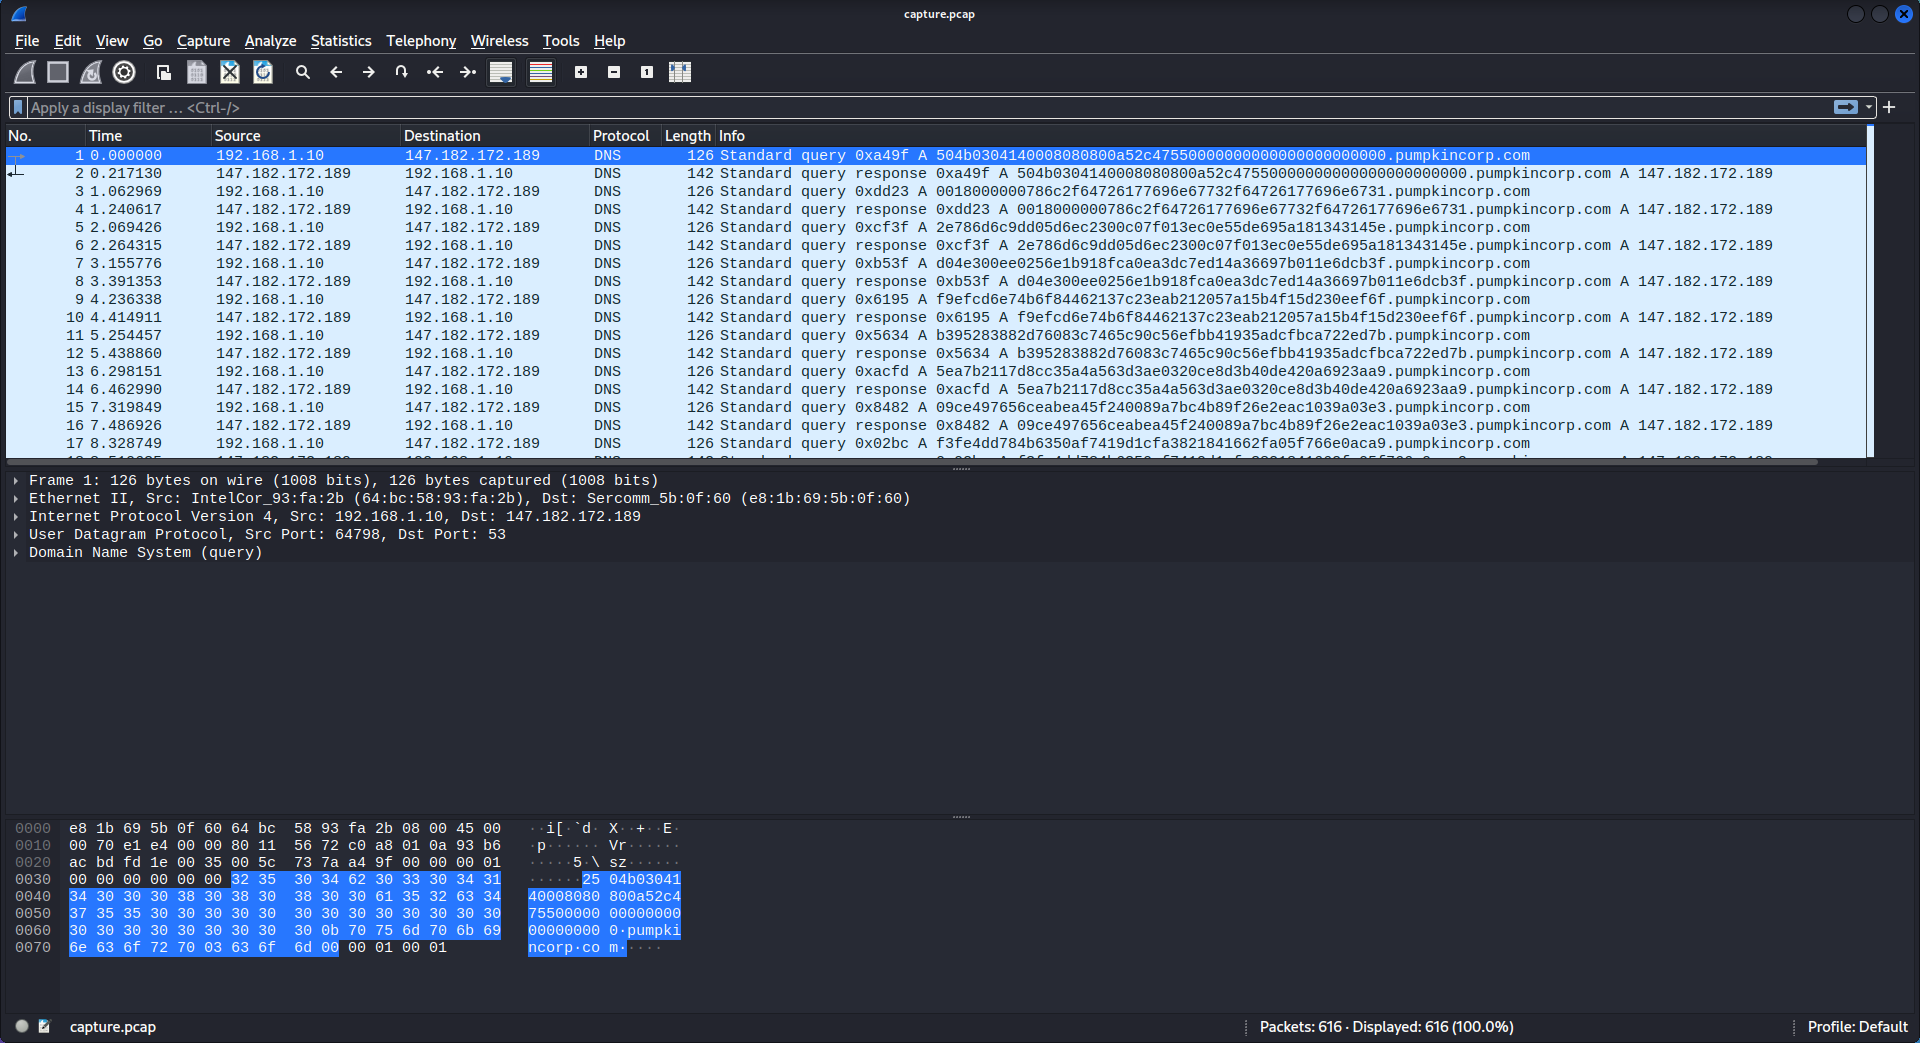 capture.pcap
File Edit View Go Capture Analyze Statistics Telephony Wireless Tools Help
Apply a display filter … <Ctrl-/>
No. Time Source Destination Protocol Length Info
1 0.000000 192.168.1.10 147.182.172.189 DNS 126 Standard query 0xa49f A 504b0304140008080800a52c47550000000000000000000000.pumpkincorp.com
2 0.217130 147.182.172.189 192.168.1.10 DNS 142 Standard query response 0xa49f A 504b0304140008080800a52c47550000000000000000000000.pumpkincorp.com A 147.182.172.189
3 1.062969 192.168.1.10 147.182.172.189 DNS 126 Standard query 0xdd23 A 0018000000786c2f64726177696e67732f64726177696e6731.pumpkincorp.com
4 1.240617 147.182.172.189 192.168.1.10 DNS 142 Standard query response 0xdd23 A 0018000000786c2f64726177696e67732f64726177696e6731.pumpkincorp.com A 147.182.172.189
5 2.069426 192.168.1.10 147.182.172.189 DNS 126 Standard query 0xcf3f A 2e786d6c9dd05d6ec2300c07f013ec0e55de695a181343145e.pumpkincorp.com
6 2.264315 147.182.172.189 192.168.1.10 DNS 142 Standard query response 0xcf3f A 2e786d6c9dd05d6ec2300c07f013ec0e55de695a181343145e.pumpkincorp.com A 147.182.172.189
7 3.155776 192.168.1.10 147.182.172.189 DNS 126 Standard query 0xb53f A d04e300ee0256e1b918fca0ea3dc7ed14a36697b011e6dcb3f.pumpkincorp.com
8 3.391353 147.182.172.189 192.168.1.10 DNS 142 Standard query response 0xb53f A d04e300ee0256e1b918fca0ea3dc7ed14a36697b011e6dcb3f.pumpkincorp.com A 147.182.172.189
9 4.236338 192.168.1.10 147.182.172.189 DNS 126 Standard query 0x6195 A f9efcd6e74b6f84462137c23eab212057a15b4f15d230eef6f.pumpkincorp.com
10 4.414911 147.182.172.189 192.168.1.10 DNS 142 Standard query response 0x6195 A f9efcd6e74b6f84462137c23eab212057a15b4f15d230eef6f.pumpkincorp.com A 147.182.172.189
11 5.254457 192.168.1.10 147.182.172.189 DNS 126 Standard query 0x5634 A b395283882d76083c7465c90c56efbb41935adcfbca722ed7b.pumpkincorp.com
12 5.438860 147.182.172.189 192.168.1.10 DNS 142 Standard query response 0x5634 A b395283882d76083c7465c90c56efbb41935adcfbca722ed7b.pumpkincorp.com A 147.182.172.189
13 6.298151 192.168.1.10 147.182.172.189 DNS 126 Standard query 0xacfd A 5ea7b2117d8cc35a4a563d3ae0320ce8d3b40de420a6923aa9.pumpkincorp.com
14 6.462990 147.182.172.189 192.168.1.10 DNS 142 Standard query response 0xacfd A 5ea7b2117d8cc35a4a563d3ae0320ce8d3b40de420a6923aa9.pumpkincorp.com A 147.182.172.189
15 7.319849 192.168.1.10 147.182.172.189 DNS 126 Standard query 0x8482 A 09ce497656ceabea45f240089a7bc4b89f26e2eac1039a03e3.pumpkincorp.com
16 7.486926 147.182.172.189 192.168.1.10 DNS 142 Standard query response 0x8482 A 09ce497656ceabea45f240089a7bc4b89f26e2eac1039a03e3.pumpkincorp.com A 147.182.172.189
17 8.328749 192.168.1.10 147.182.172.189 DNS 126 Standard query 0x02bc A f3fe4dd784b6350af7419d1cfa3821841662fa05f766e0aca9.pumpkincorp.com
Frame 1: 126 bytes on wire (1008 bits), 126 bytes captured (1008 bits)
Ethernet II, Src: IntelCor_93:fa:2b (64:bc:58:93:fa:2b), Dst: Sercomm_5b:0f:60 (e8:1b:69:5b:0f:60)
Internet Protocol Version 4, Src: 192.168.1.10, Dst: 147.182.172.189
User Datagram Protocol, Src Port: 64798, Dst Port: 53
Domain Name System (query)
0000 e8 1b 69 5b 0f 60 64 bc 58 93 fa 2b 08 00 45 00 ··i[·`d· X··+··E·
0010 00 70 e1 e4 00 00 80 11 56 72 c0 a8 01 0a 93 b6 ·p······ Vr······
0020 ac bd fd 1e 00 35 00 5c 73 7a a4 9f 00 00 00 01 ·····5·\ sz······
0030 00 00 00 00 00 00 32 35 30 34 62 30 33 30 34 31 ······25 04b03041
0040 34 30 30 30 38 30 38 30 38 30 30 61 35 32 63 34 40008080 800a52c4
0050 37 35 35 30 30 30 30 30 30 30 30 30 30 30 30 30 75500000 00000000
0060 30 30 30 30 30 30 30 30 30 0b 70 75 6d 70 6b 69 00000000 0·pumpki
0070 6e 63 6f 72 70 03 63 6f 6d 00 00 01 00 01 ncorp·co m·····
capture.pcap Packets: 616 · Displayed: 616 (100.0%) Profile: Default